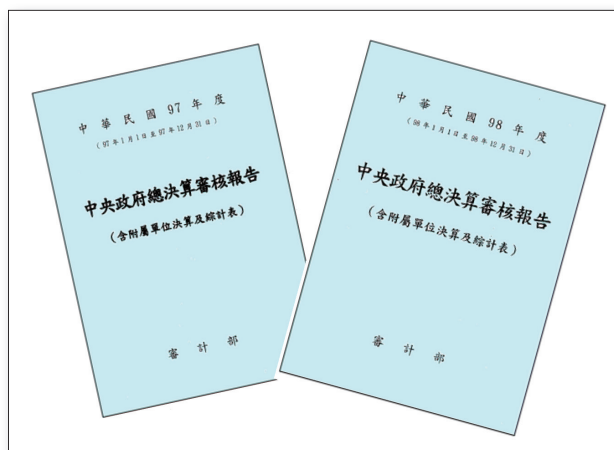 中華民國97年度
(97年1月1日至97年12月31日)
中央政府總決算審核報告
(含附屬單位決算及綜計表)
審計部
中華民國98年度
(98年1月1日至98年12月31日)
中央政府總決算審核報告
(含附屬單位決算及綜計表)
審計部